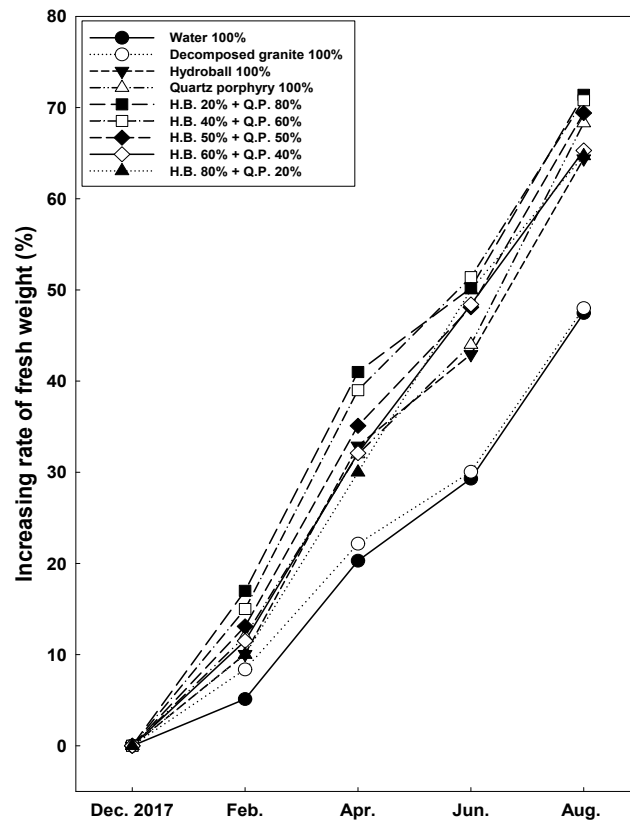 80
70
60
50
40
30
20
10
0
Increasing rate of fresh weight (%)
Water 100%
Decomposed granite 100%
Hydroball 100%
Quartz porphyry 100%
H.B. 20% + Q.P. 80%
H.B. 40% + Q.P. 60%
H.B. 50% + Q.P. 50%
H.B. 60% + Q.P. 40%
H.B. 80% + Q.P. 20%
Dec. 2017 Feb. Apr. Jun. Aug.